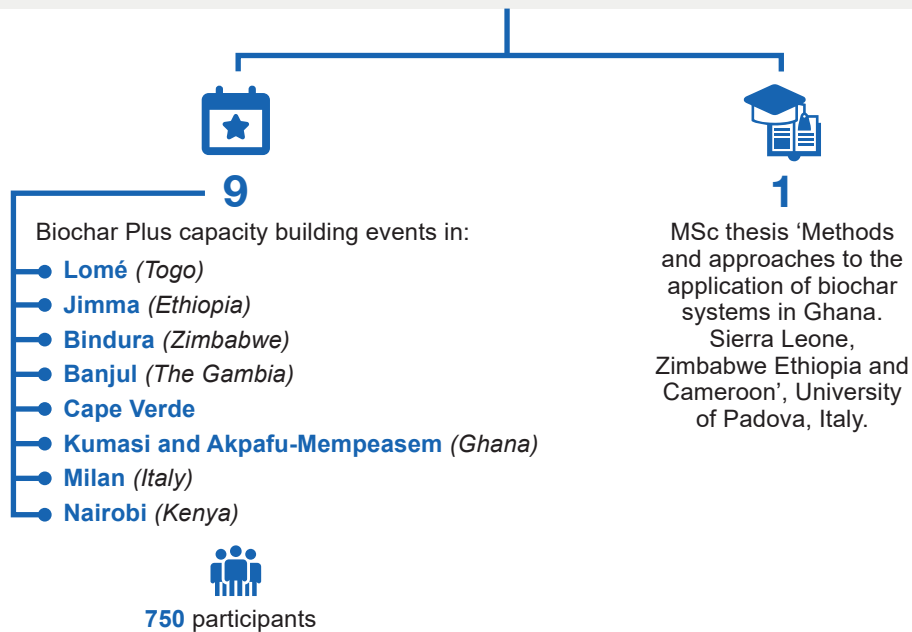 9
Biochar Plus capacity building events in:
Lomé (Togo)
Jimma (Ethiopia)
Bindura (Zimbabwe)
Banjul (The Gambia)
Cape Verde
Kumasi and Akpafu-Mempeasem (Ghana)
Milan (Italy)
Nairobi (Kenya)
750 participants
1
MSc thesis ‘Methods
and approaches to the
application of biochar
systems in Ghana.
Sierra Leone,
Zimbabwe Ethiopia and
Cameroon’, University
of Padova, Italy.